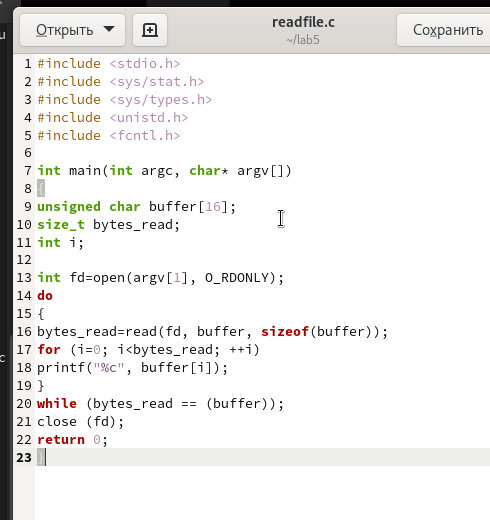 u
Открыть
readfile.c
~/lab5
Сохранить
1 #include <stdio.h>
2 #include <sys/stat.h>
3 #include <sys/types.h>
4 #include <unistd.h>
5 #include <fcntl.h>
6
7 int main(int argc, char* argv[])
8 {
9 unsigned char buffer[16];
10 size_t bytes_read;
11 int i;
12
13 int fd=open(argv[1], O_RDONLY);
14 do
15 {
16 bytes_read=read(fd, buffer, sizeof(buffer));
17 for (i=0; i<bytes_read; ++i)
18 printf("%c", buffer[i]);
19 }
20 while (bytes_read == (buffer));
21 close (fd);
22 return 0;
23 }
c